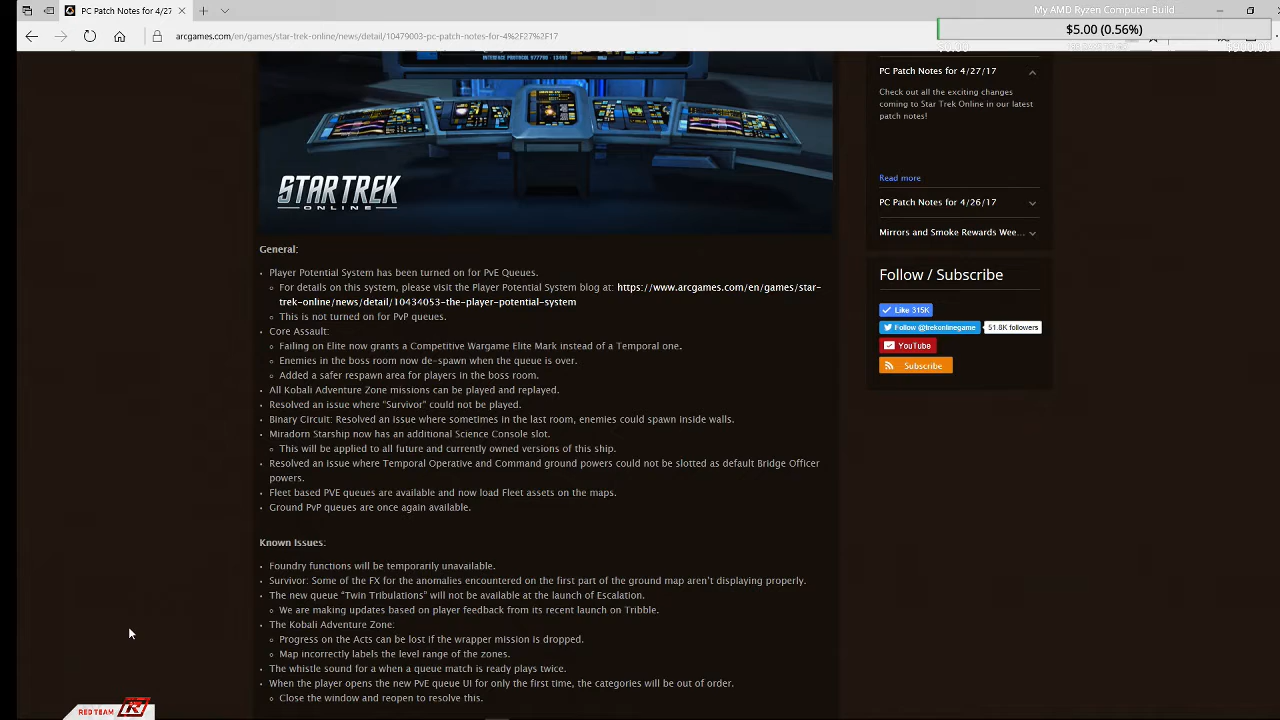 PC Patch Notes for 4/27
My AMD Ryzen Computer Build
$5.00 (0.56%)
arcgames.com/en/games/star-trek-online/news/detail/10479003-pc-patch-notes-for-4%2F27%2F17
INTERFACE PROTOCOL
STAR TREK
ONLINE
General:
Player Potential System has been turned on for PvE Queues.
For details on this system, please visit the Player Potential System blog at: https://www.arcgames.com/en/games/star-
trek-online/news/detail/10434053-the-player-potential-system
This is not turned on for PvP queues.
Core Assault:
Failing on Elite now grants a Competitive Wargame Elite Mark instead of a Temporal one.
Enemies in the boss room now de-spawn when the queue is over.
Added a safer respawn area for players in the boss room.
All Kobali Adventure Zone missions can be played and replayed.
Resolved an issue where "Survivor" could not be played.
Binary Circuit: Resolved an issue where sometimes in the last room, enemies could spawn inside walls.
Miradorn Starship now has an additional Science Console slot.
This will be applied to all future and currently owned versions of this ship.
Resolved an issue where Temporal Operative and Command ground powers could not be slotted as default Bridge Officer
powers.
Fleet based PVE queues are available and now load Fleet assets on the maps.
Ground PvP queues are once again available.
Known Issues:
Foundry functions will be temporarily unavailable.
Survivor: Some of the FX for the anomalies encountered on the first part of the ground map aren't displaying properly.
The new queue "Twin Tribulations" will not be available at the launch of Escalation.
We are making updates based on player feedback from its recent launch on Tribble.
The Kobali Adventure Zone:
Progress on the Acts can be lost if the wrapper mission is dropped.
Map incorrectly labels the level range of the zones.
The whistle sound for a when a queue match is ready plays twice.
When the player opens the new PvE queue UI for only the first time, the categories will be out of order.
Close the window and reopen to resolve this.
PC Patch Notes for 4/27/17
Check out all the exciting changes
coming to Star Trek Online in our latest
patch notes!
Read more
PC Patch Notes for 4/26/17
Mirrors and Smoke Rewards Wee...
Follow / Subscribe
Like 315K
Follow @trekonlinegame
51.8K followers
YouTube
Subscribe
RED TEAM